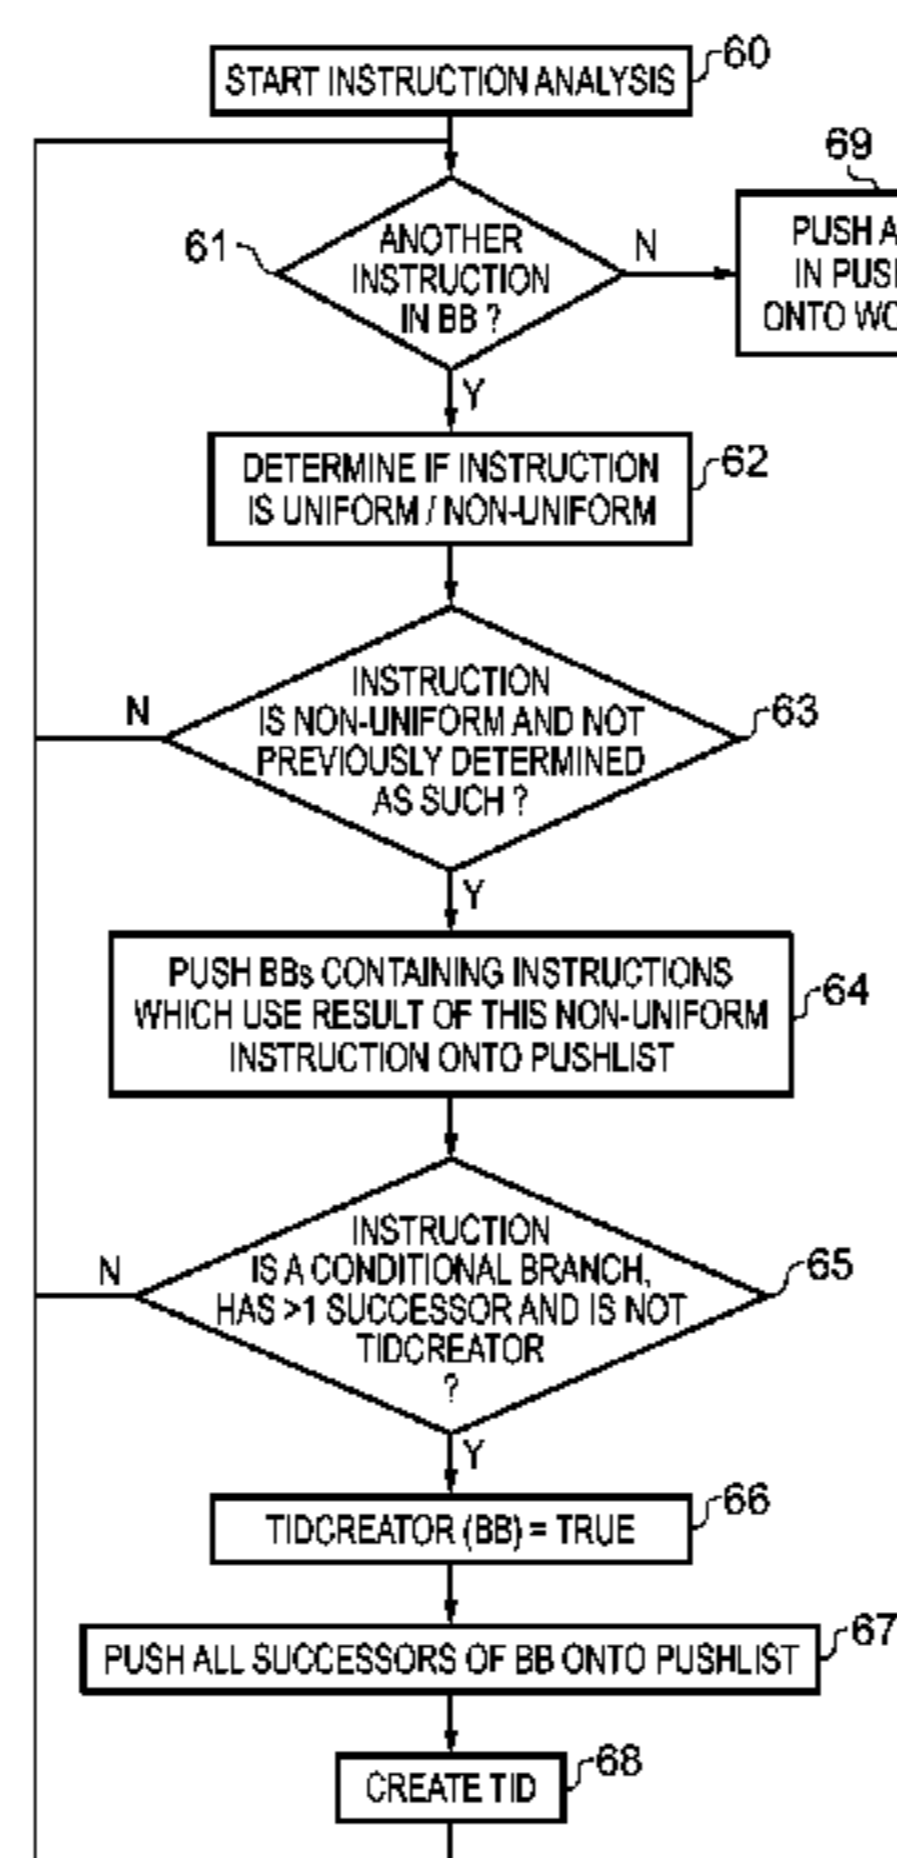 START INSTRUCTION ANALYSIS
60
61
ANOTHER
INSTRUCTION
IN BB ?
N
69
PUSH
IN
ONTO
Y
DETERMINE IF INSTRUCTION
IS UNIFORM / NON-UNIFORM
62
N
INSTRUCTION
IS NON-UNIFORM AND NOT
PREVIOUSLY DETERMINED
AS SUCH ?
63
Y
PUSH BBs CONTAINING INSTRUCTIONS
WHICH USE RESULT OF THIS NON-UNIFORM
INSTRUCTION ONTO PUSHLIST
64
N
INSTRUCTION
IS A CONDITIONAL BRANCH,
HAS >1 SUCCESSOR AND IS NOT
TIDCREATOR
?
65
Y
TIDCREATOR (BB) = TRUE
66
PUSH ALL SUCCESSORS OF BB ONTO PUSHLIST
67
CREATE TID
68